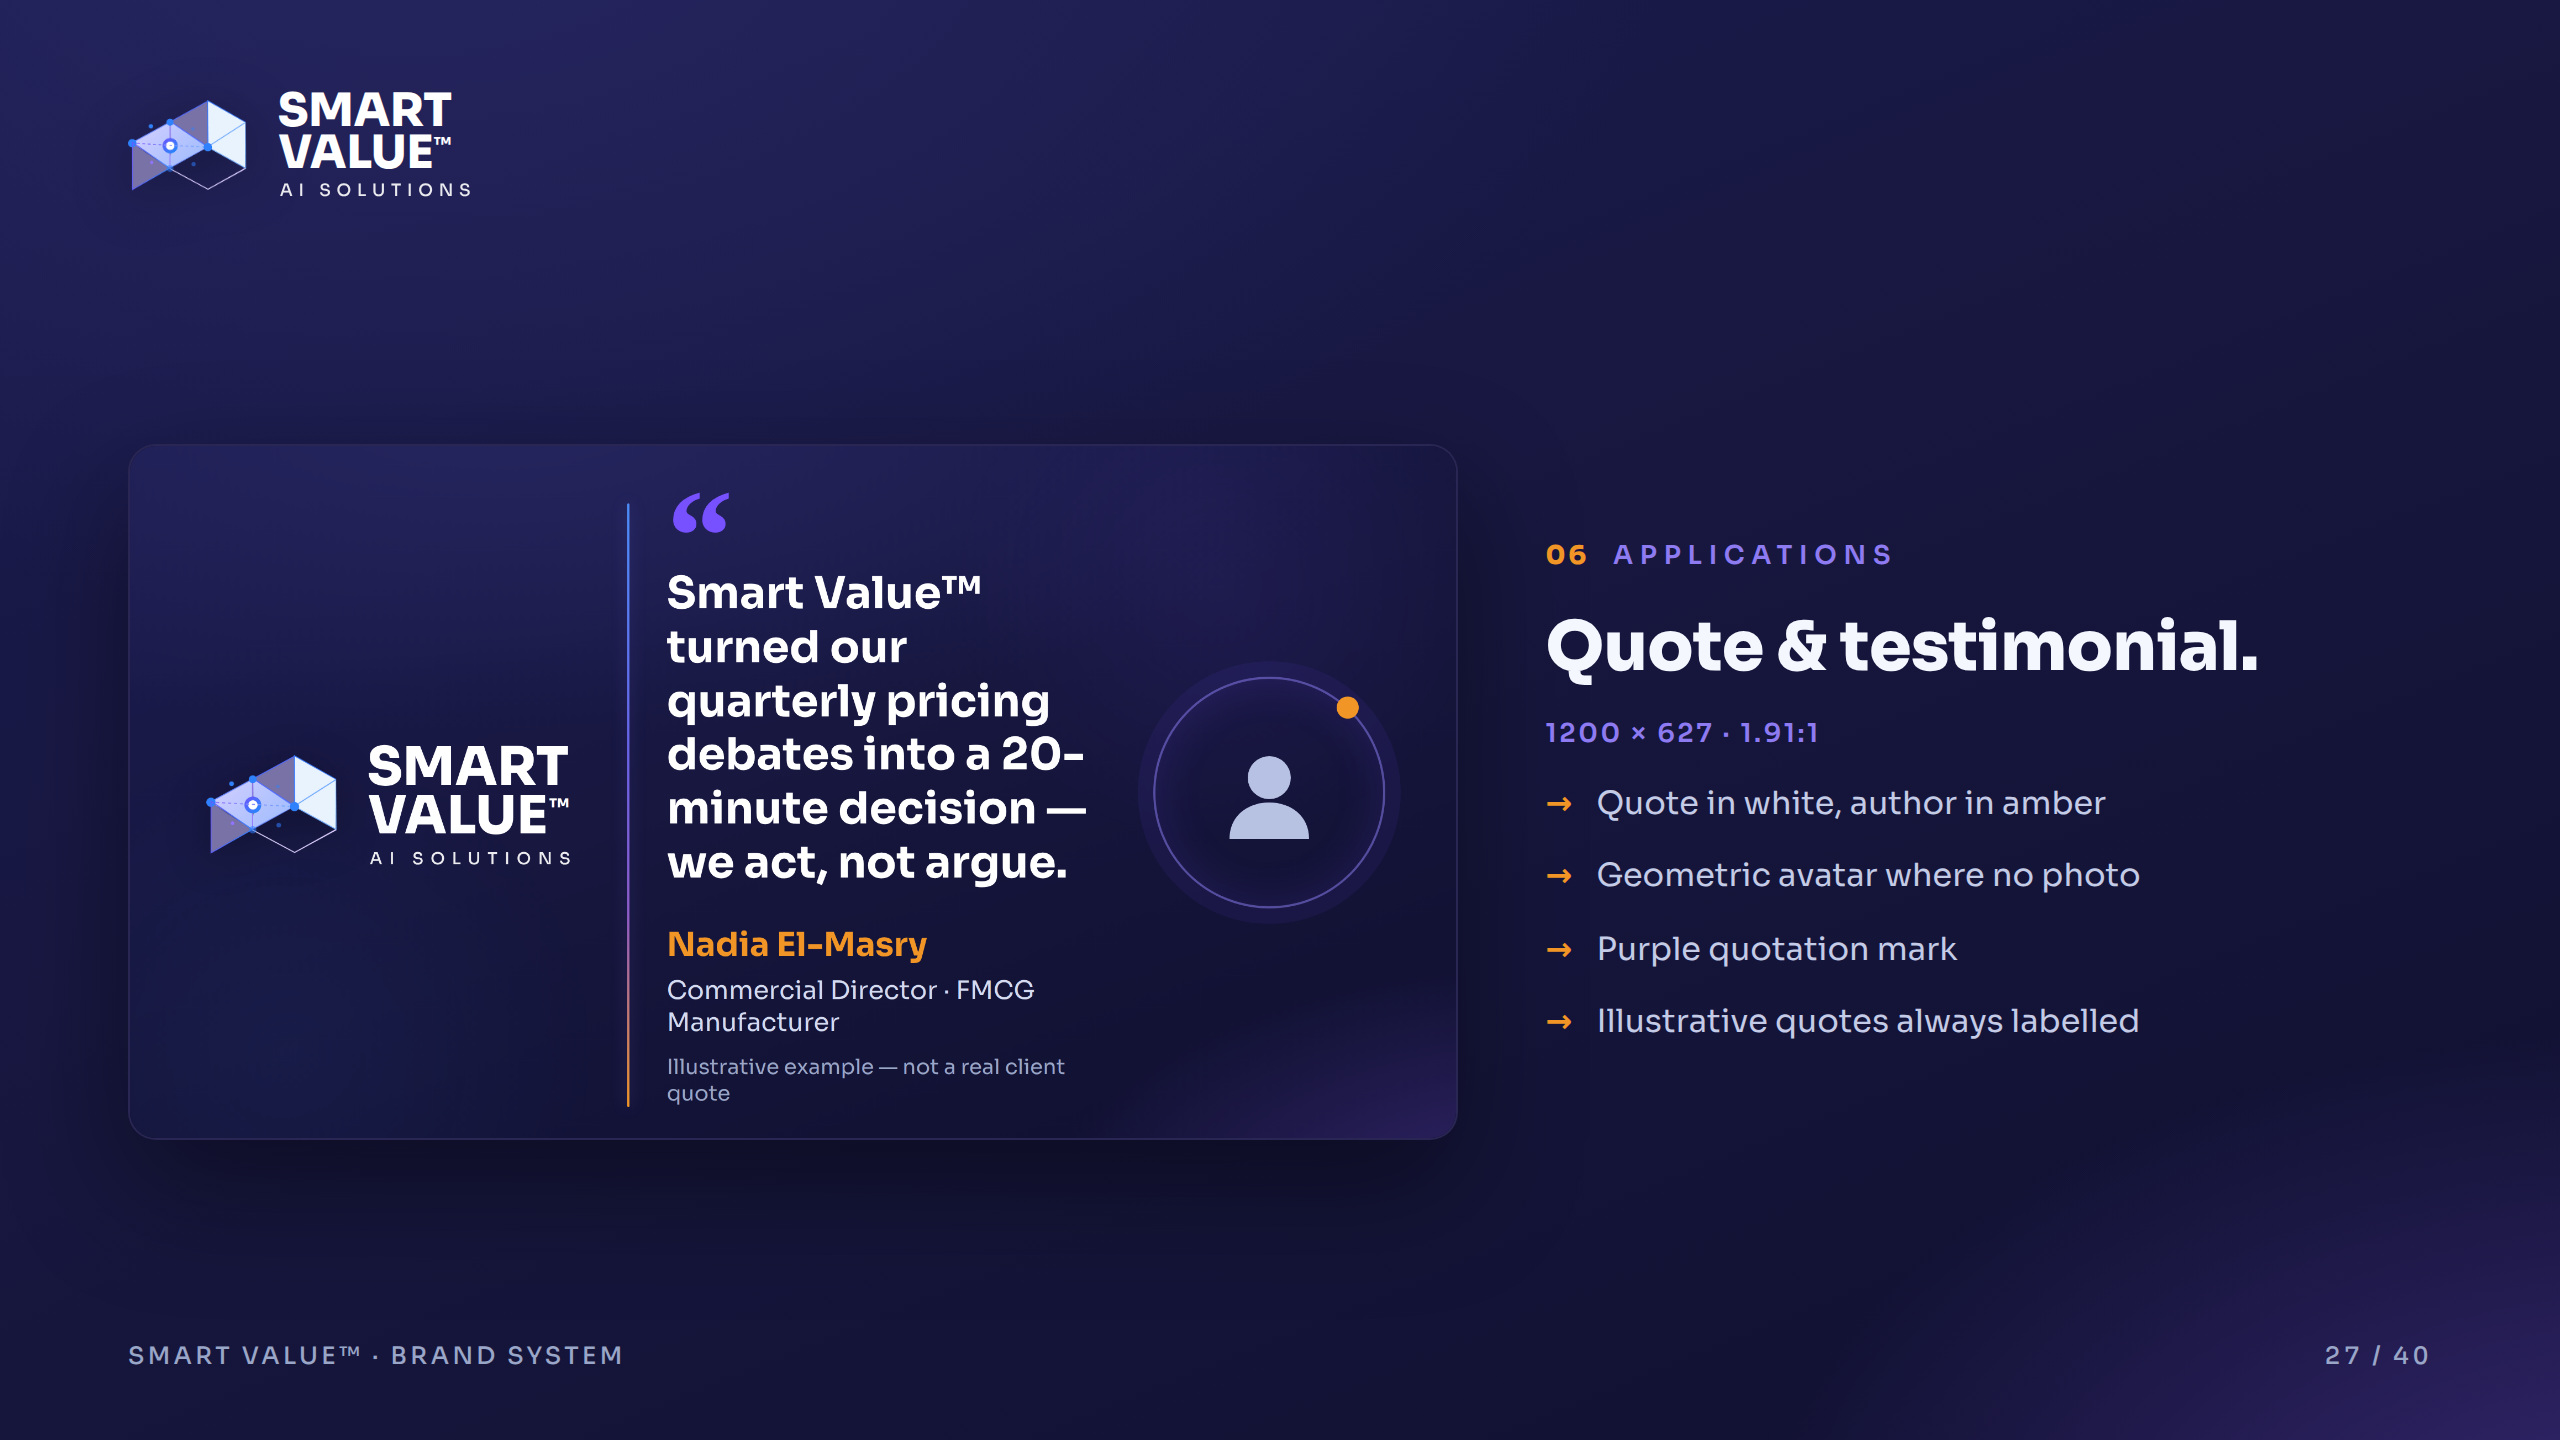 SMART
VALUE™
AI SOLUTIONS
SMART
VALUE™
AI SOLUTIONS
“
Smart Value™
turned our
quarterly pricing
debates into a 20-
minute decision —
we act, not argue.
Nadia El-Masry
Commercial Director · FMCG
Manufacturer
Illustrative example — not a real client
quote
06 APPLICATIONS
Quote & testimonial.
1200 × 627 · 1.91:1
→ Quote in white, author in amber
→ Geometric avatar where no photo
→ Purple quotation mark
→ Illustrative quotes always labelled
SMART VALUE™ · BRAND SYSTEM
27 / 40